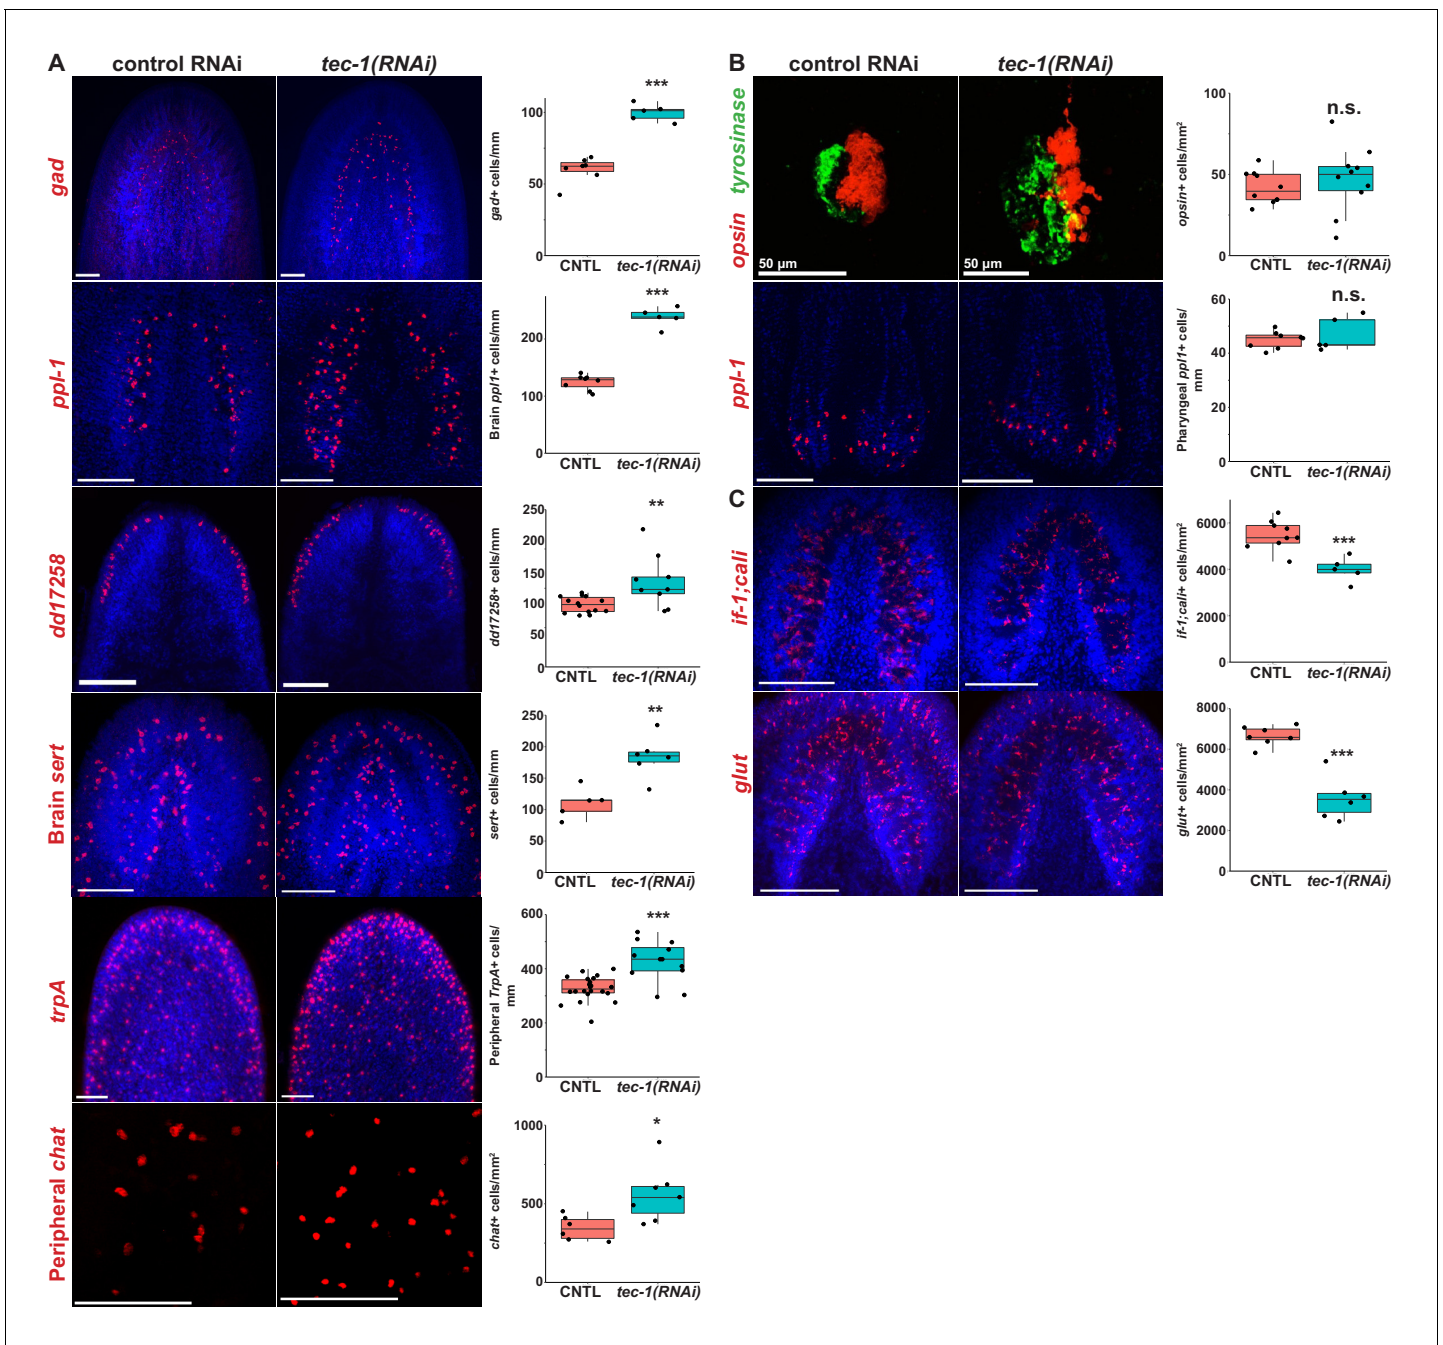 A
control RNAi
tec-1(RNAi)
gad
gad+ cells/mm
100
50
0
***
CNTL
tec-1(RNAi)
ppl-1
Brain ppl1+ cells/mm
200
100
0
***
CNTL
tec-1(RNAi)
dd17258
dd17258+ cells/mm
250
200
150
100
50
0
**
CNTL
tec-1(RNAi)
Brain sert
sert+ cells/mm
250
200
150
100
50
0
**
CNTL
tec-1(RNAi)
trpA
Peripheral TrpA+ cells/
mm
600
400
200
0
***
CNTL
tec-1(RNAi)
Peripheral chat
chat+ cells/mm²
1000
500
0
*
CNTL
tec-1(RNAi)
B
control RNAi
tec-1(RNAi)
opsin tyrosinase
50 µm
50 µm
opsin+ cells/mm²
100
50
0
n.s.
CNTL
tec-1(RNAi)
ppl-1
Pharyngeal ppl1+ cells/
mm
60
40
20
0
n.s.
CNTL
tec-1(RNAi)
C
if-1;cali
if-1;cali+ cells/mm²
6000
4000
2000
0
***
CNTL
tec-1(RNAi)
glut
glut+ cells/mm²
8000
6000
4000
2000
0
***
CNTL
tec-1(RNAi)